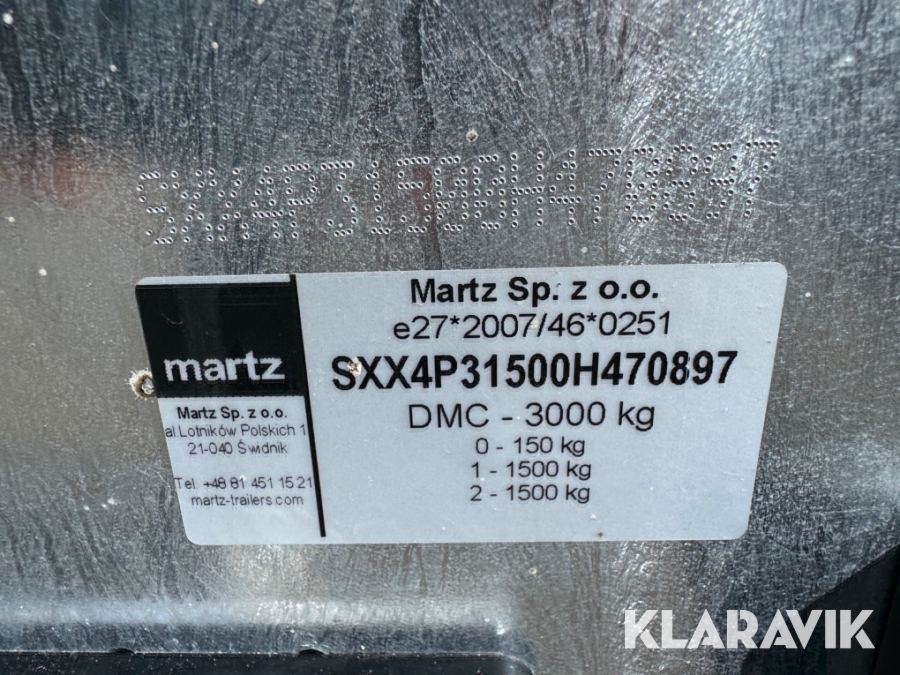 SXX4P31500H470897
martz
Martz Sp. z o.o.
al.Lotników Polskich 1
21-040 Świdnik
Tel. +48 81 451 15 21
martz-trailers.com
Martz Sp. z o.o.
e27*2007/46*0251
SXX4P31500H470897
DMC - 3000 kg
0 - 150 kg
1 - 1500 kg
2 - 1500 kg
KLARAVIK